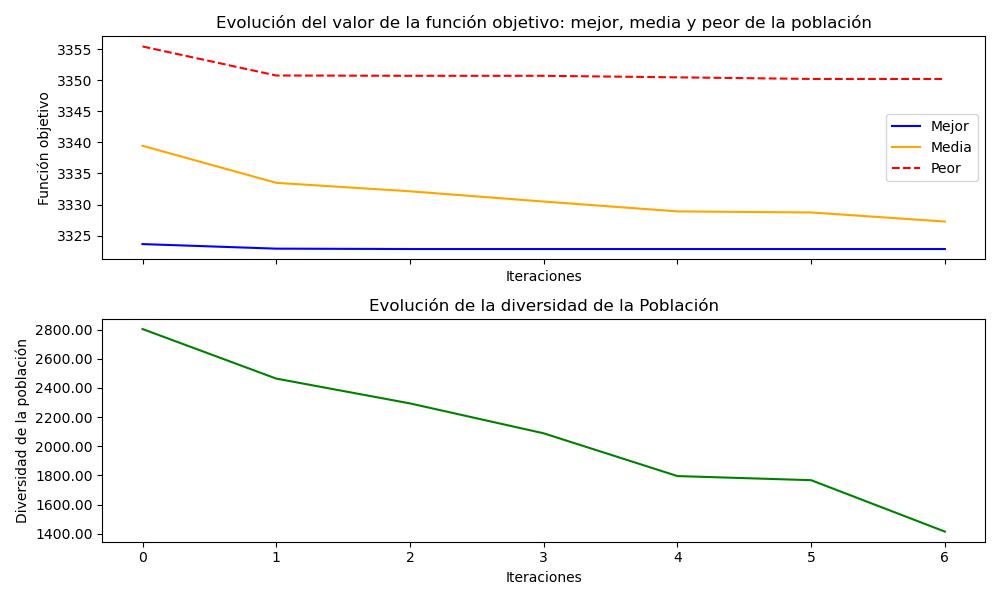 Evolución del valor de la función objetivo: mejor, media y peor de la población
Función objetivo
3355
3350
3345
3340
3335
3330
3325
Mejor
Media
Peor
Iteraciones
Evolución de la diversidad de la Población
Diversidad de la población
2800.00
2600.00
2400.00
2200.00
2000.00
1800.00
1600.00
1400.00
0 1 2 3 4 5 6
Iteraciones